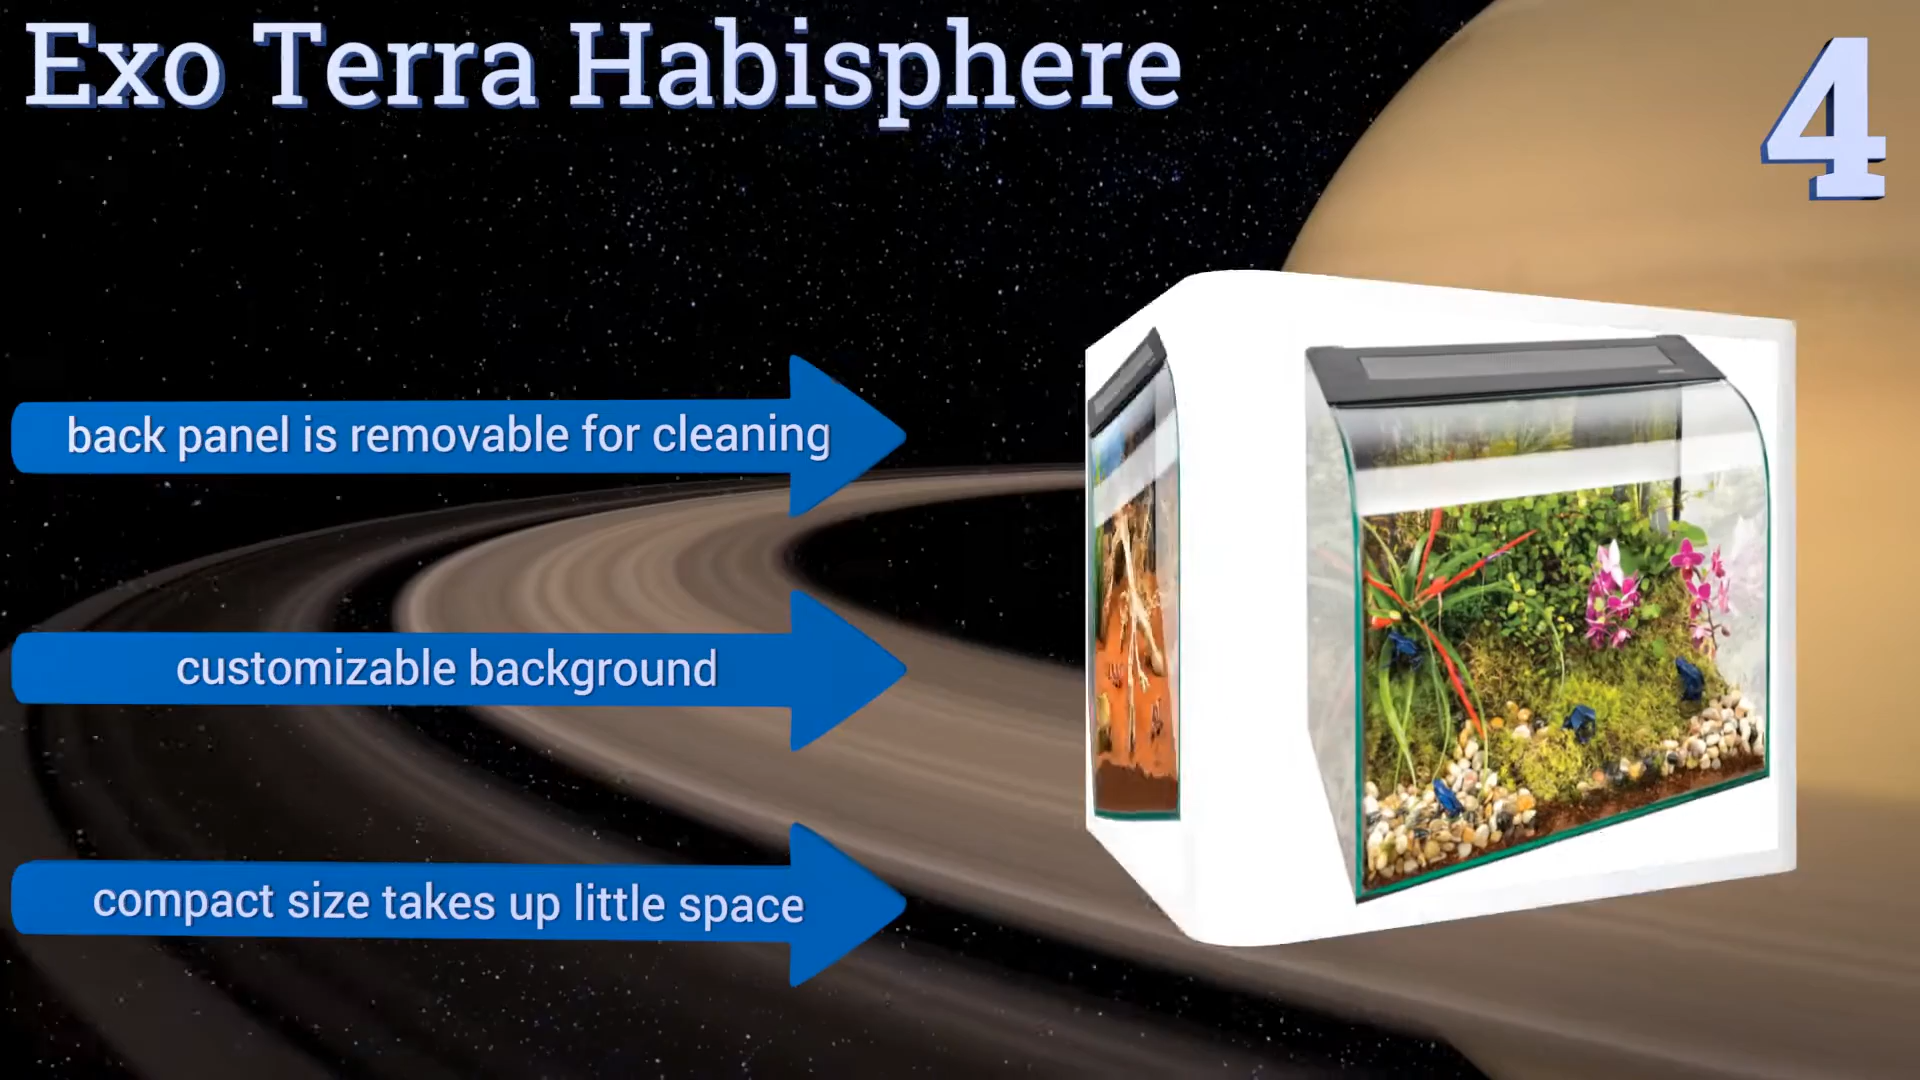 Exo Terra Habisphere
4
back panel is removable for cleaning
customizable background
compact size takes up little space